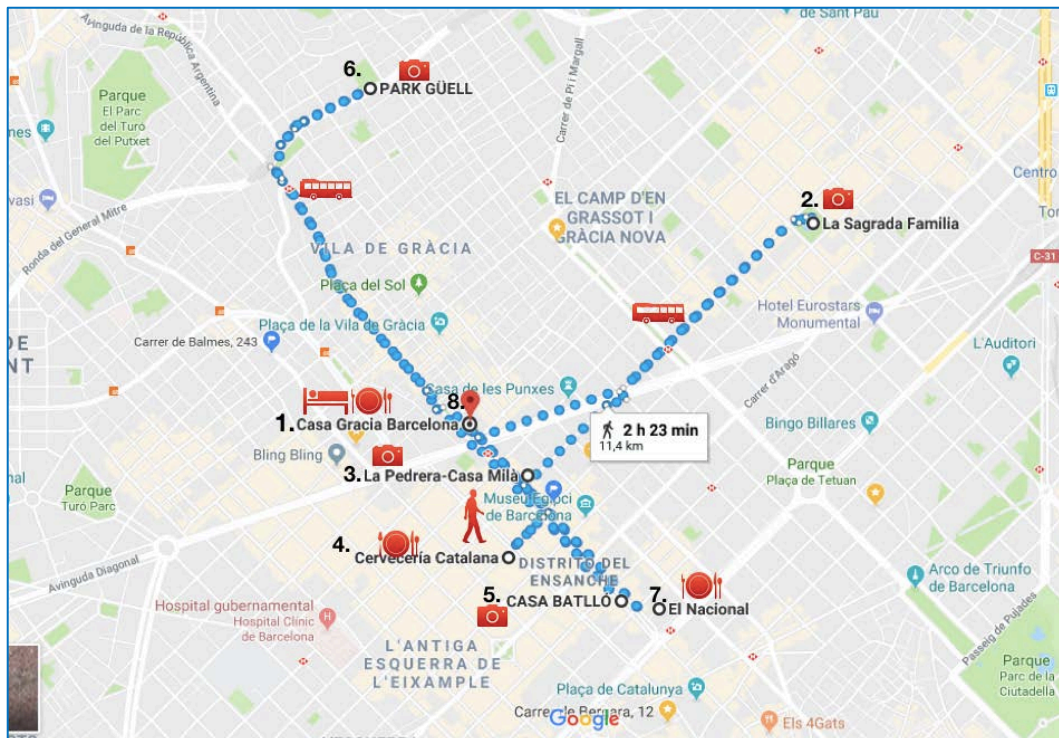 de Sant Pau
Avinguda de la República Argentina
6.
PARK GÜELL
Parque
El Parc
del Turó
del Putxet
Carrer de Pi i Margall
nes
Centro
vasi
Ronda del General Mitre
EL CAMP D'EN
GRASSOT I
GRÀCIA NOVA
2.
La Sagrada Familia
C-31
VILA DE GRÀCIA
Plaça del Sol
Hotel Eurostars
Monumental
Plaça de la Vila de Gràcia
Carrer de Balmes, 243
L'Auditori
DE
NT
Casa de les Punxes
Carrer d'Aragó
8.
1.
Casa Gracia Barcelona
2 h 23 min
11,4 km
Bingo Billares
Bling Bling
3.
La Pedrera-Casa Milà
Parque
Plaça de Tetuan
nal
Parque
Turó Parc
Museu Egipci
de Barcelona
4.
Cervecería Catalana
DISTRITO DEL
ENSANCHE
Avinguda Diagonal
Arco de Triunfo
de Barcelona
5.
CASA BATLLÓ
7.
El Nacional
Hospital gubernamental
Hospital Clínic
de Barcelona
Passeig de Pujades
L'ANTIGA
ESQUERRA DE
L'EIXAMPLE
Parque
Parc de la
Ciutadella
Plaça de Catalunya
Google
Els 4Gats